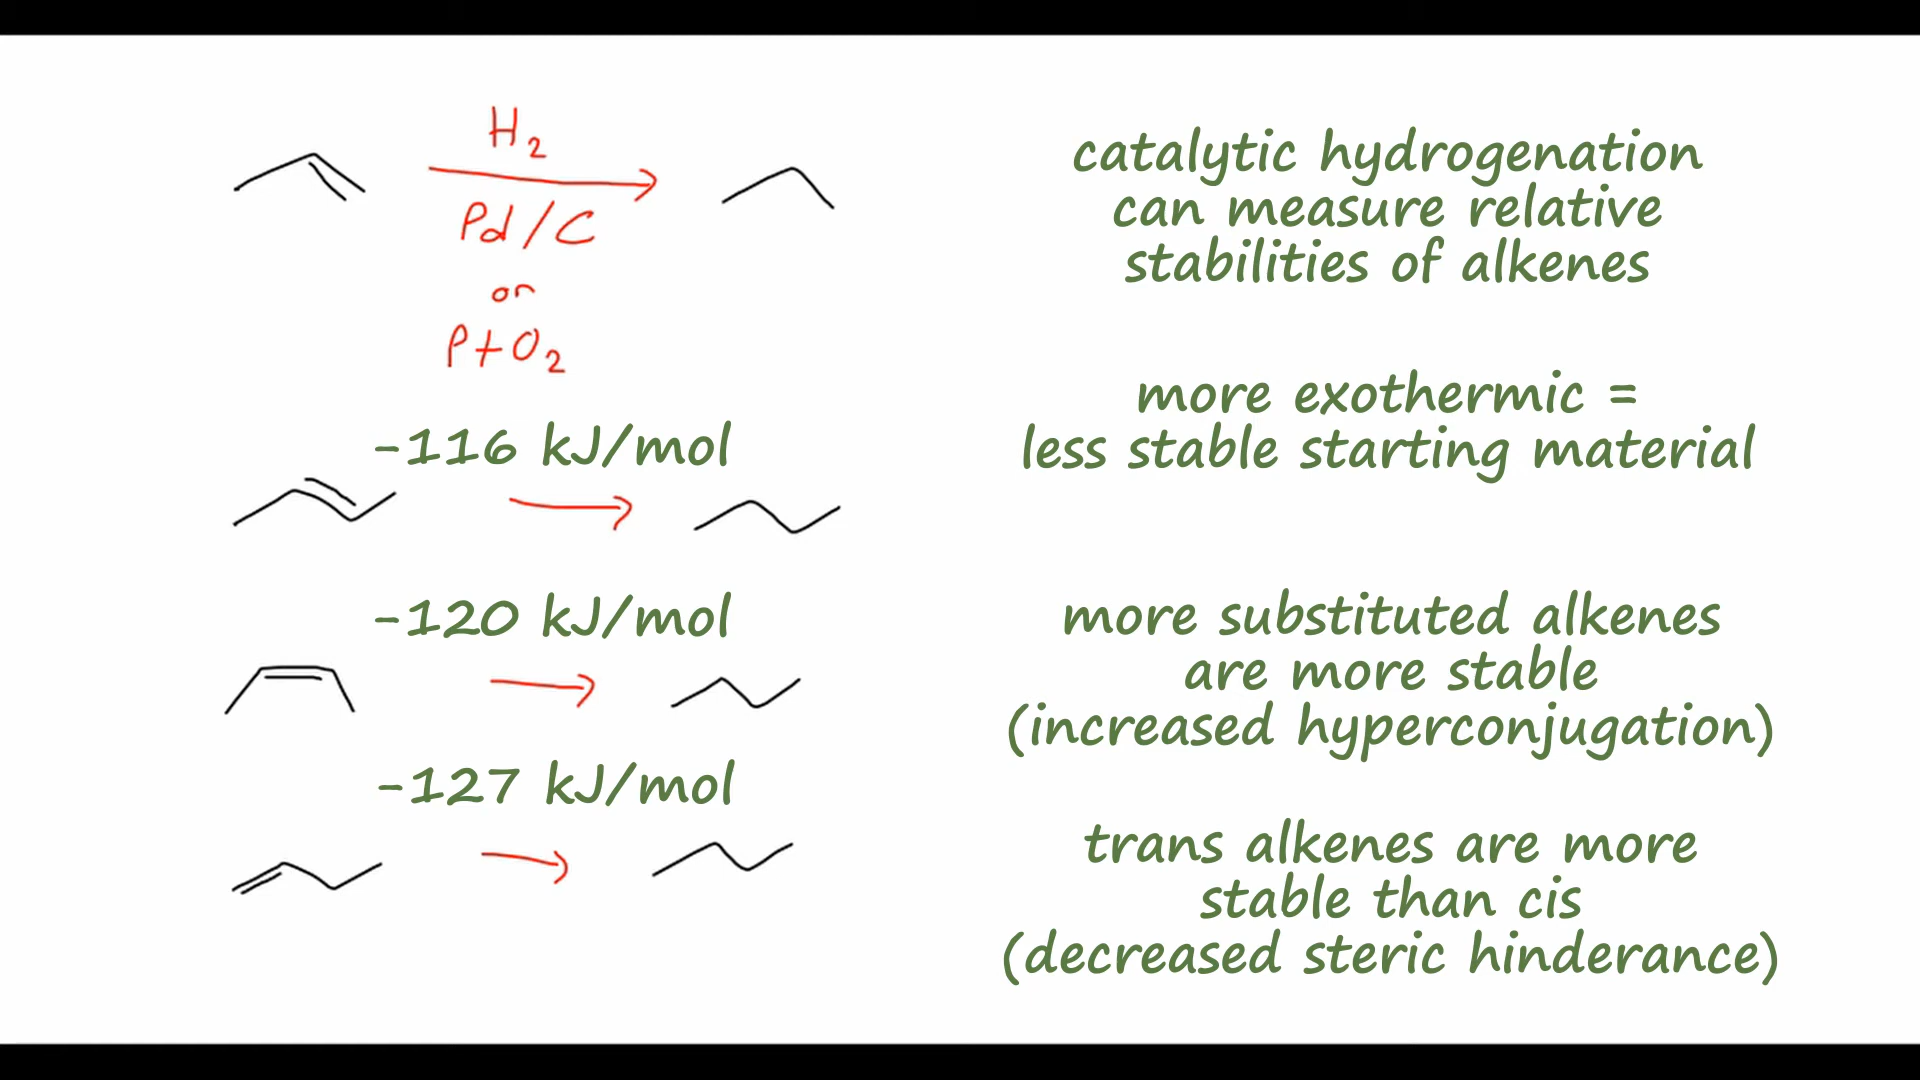 H2
Pd/C
or
PtO2
-116 kJ/mol
-120 kJ/mol
-127 kJ/mol
catalytic hydrogenation
can measure relative
stabilities of alkenes
more exothermic =
less stable starting material
more substituted alkenes
are more stable
(increased hyperconjugation)
trans alkenes are more
stable than cis
(decreased steric hinderance)